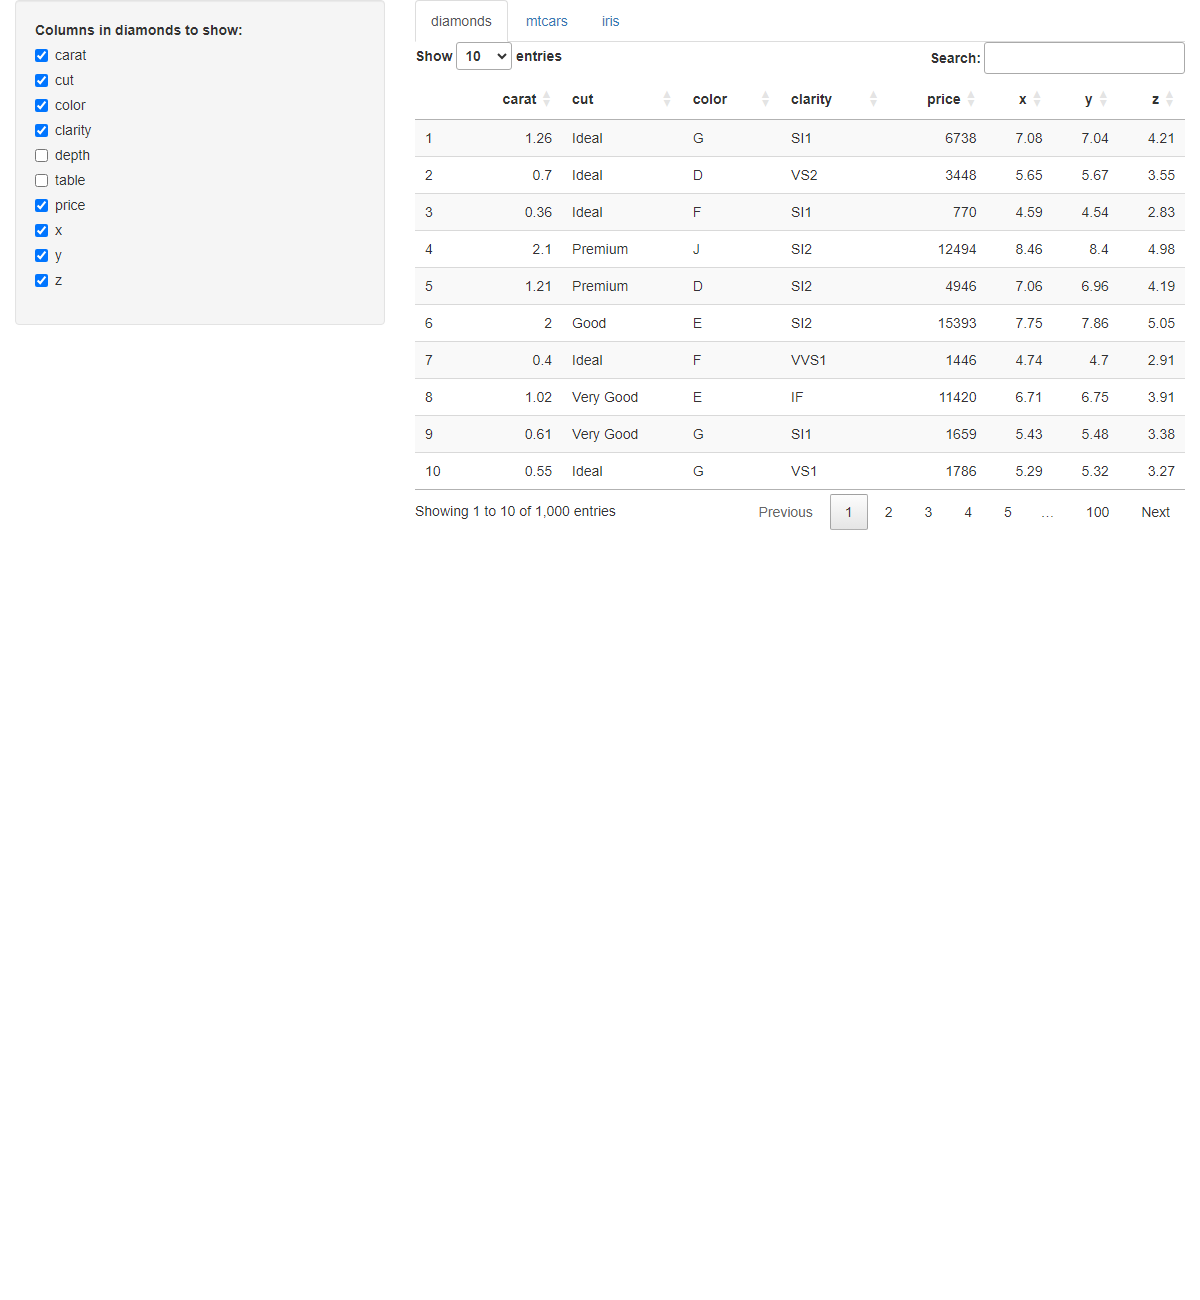 Columns in diamonds to show:
carat
cut
color
clarity
depth
table
price
x
y
z
diamonds mtcars iris
Show 10 entries Search:
carat cut color clarity price x y z
1 1.26 Ideal G SI1 6738 7.08 7.04 4.21
2 0.7 Ideal D VS2 3448 5.65 5.67 3.55
3 0.36 Ideal F SI1 770 4.59 4.54 2.83
4 2.1 Premium J SI2 12494 8.46 8.4 4.98
5 1.21 Premium D SI2 4946 7.06 6.96 4.19
6 2 Good E SI2 15393 7.75 7.86 5.05
7 0.4 Ideal F VVS1 1446 4.74 4.7 2.91
8 1.02 Very Good E IF 11420 6.71 6.75 3.91
9 0.61 Very Good G SI1 1659 5.43 5.48 3.38
10 0.55 Ideal G VS1 1786 5.29 5.32 3.27
Showing 1 to 10 of 1,000 entries Previous 1 2 3 4 5 … 100 Next